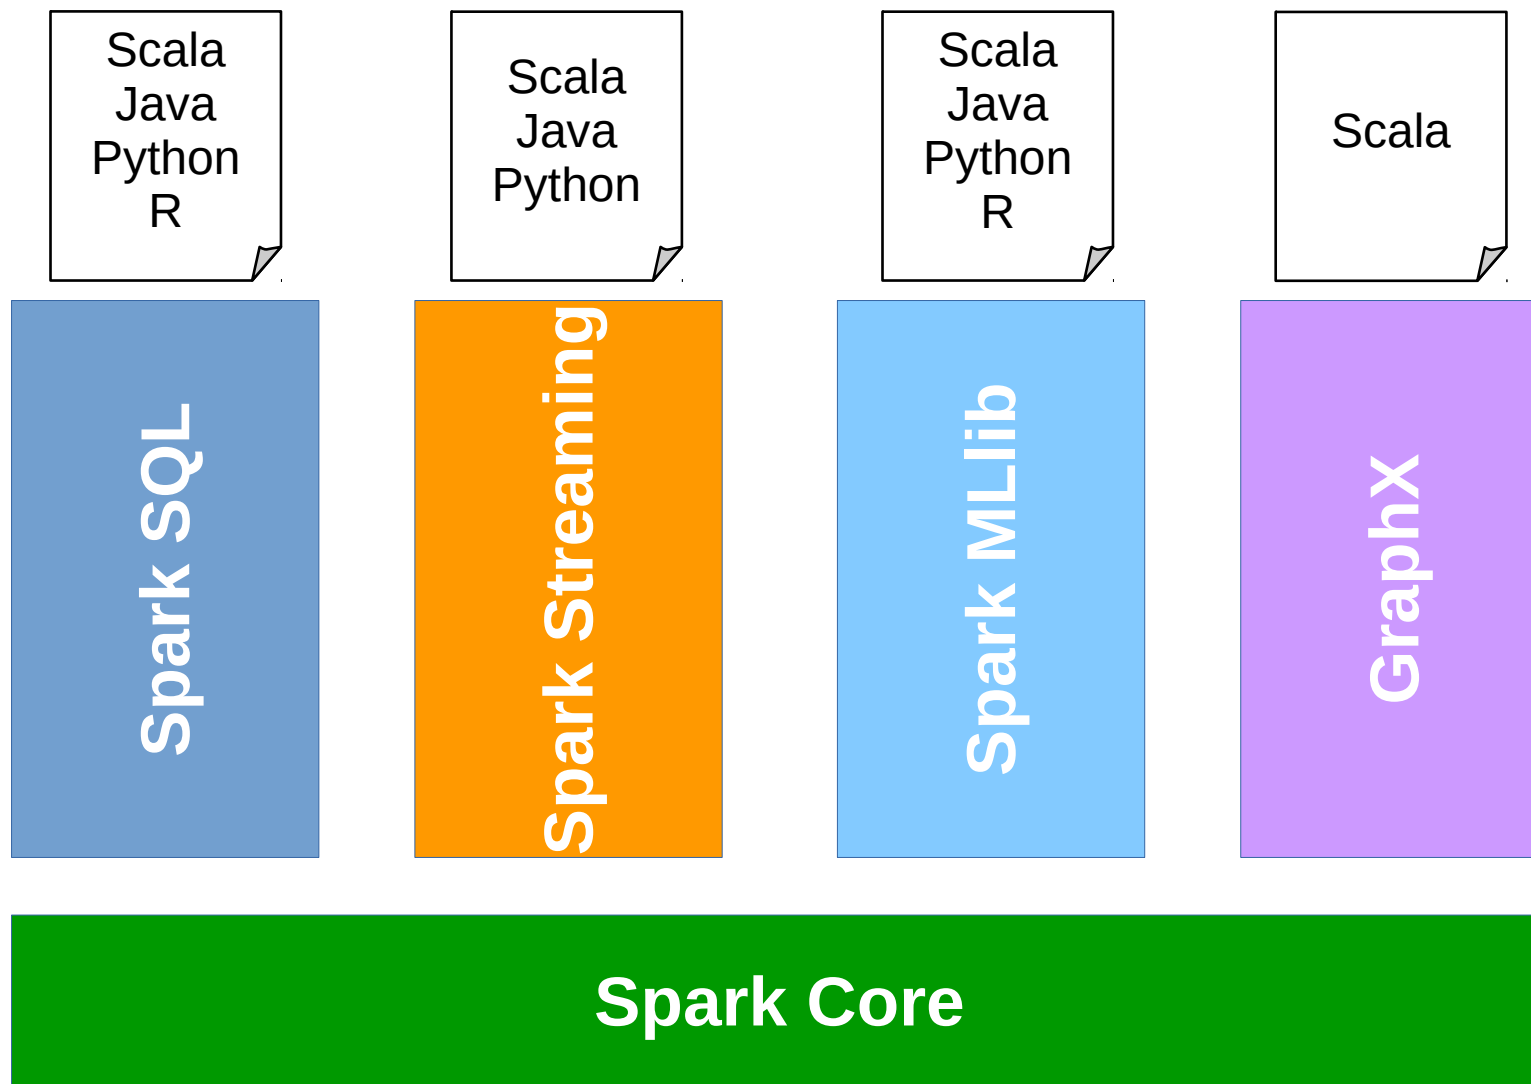 Scala
Java
Python
R
Scala
Java
Python
Scala
Java
Python
R
Scala
Spark SQL
Spark Streaming
Spark MLlib
GraphX
Spark Core